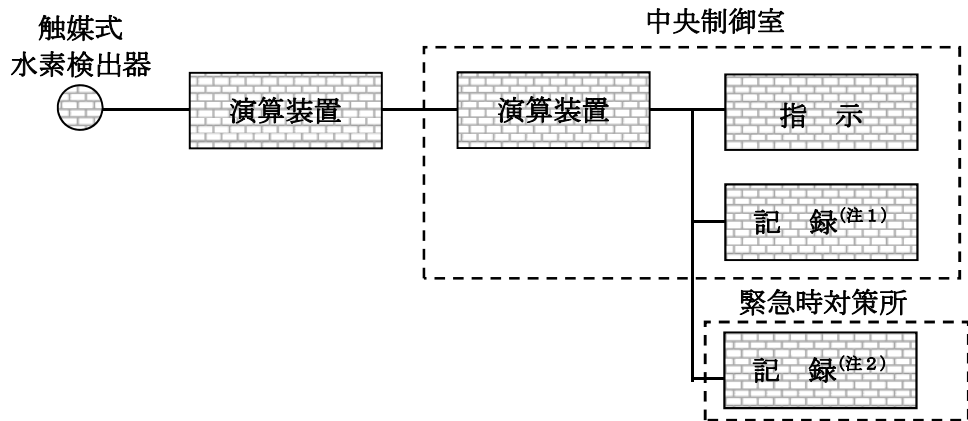 触媒式
水素検出器
中央制御室
演算装置
演算装置
指　示
記　録(注1)
緊急時対策所
記　録(注2)